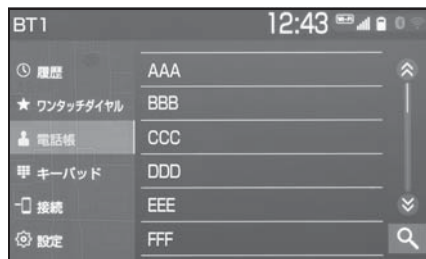 BT1 12:43
履歴
ワンタッチダイヤル
電話帳
キーパッド
接続
設定
AAA
BBB
CCC
DDD
EEE
FFF